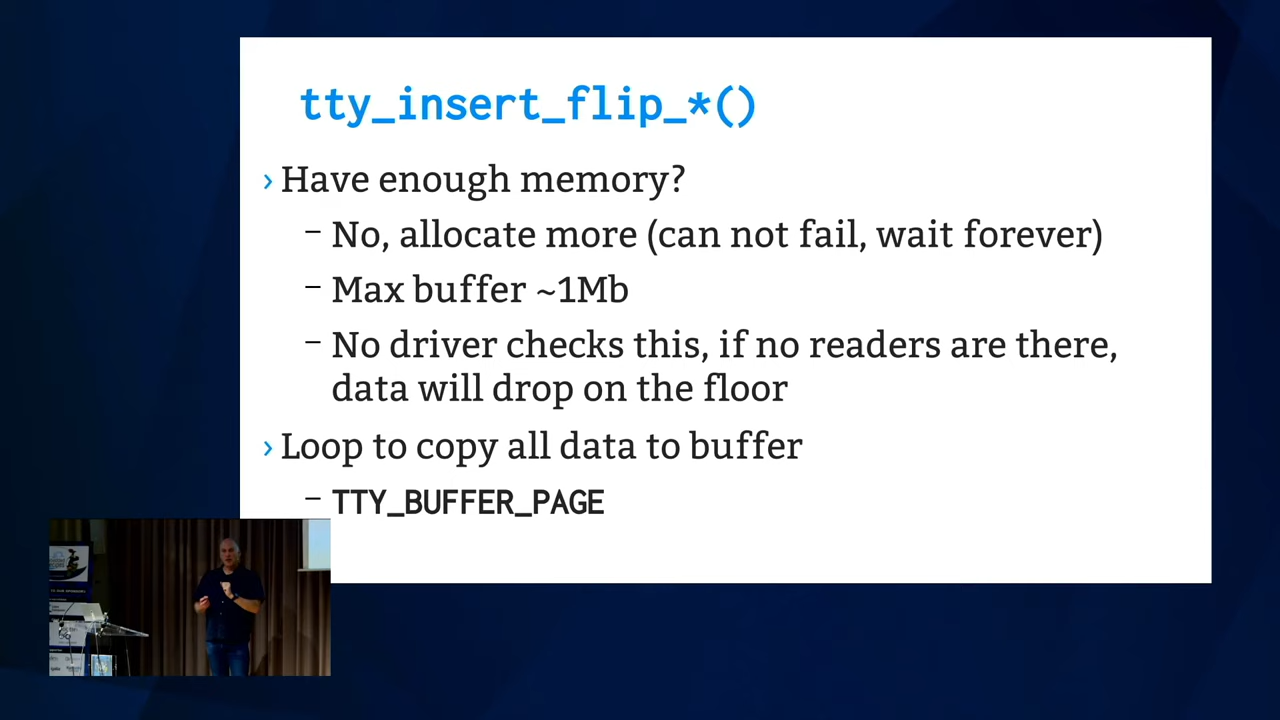 tty_insert_flip_*()
› Have enough memory?
– No, allocate more (can not fail, wait forever)
– Max buffer ~1Mb
– No driver checks this, if no readers are there,
data will drop on the floor
› Loop to copy all data to buffer
– TTY_BUFFER_PAGE